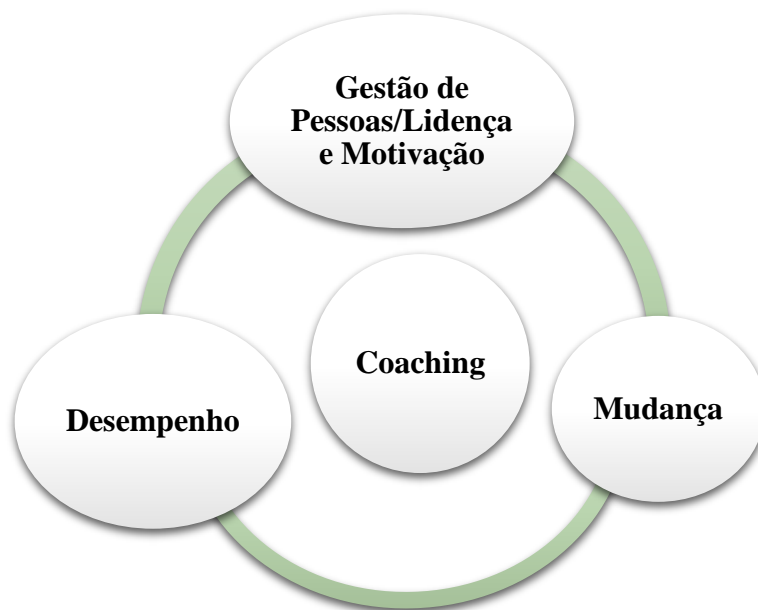 Gestão de
Pessoas/Lidença
e Motivação
Coaching
Desempenho
Mudança